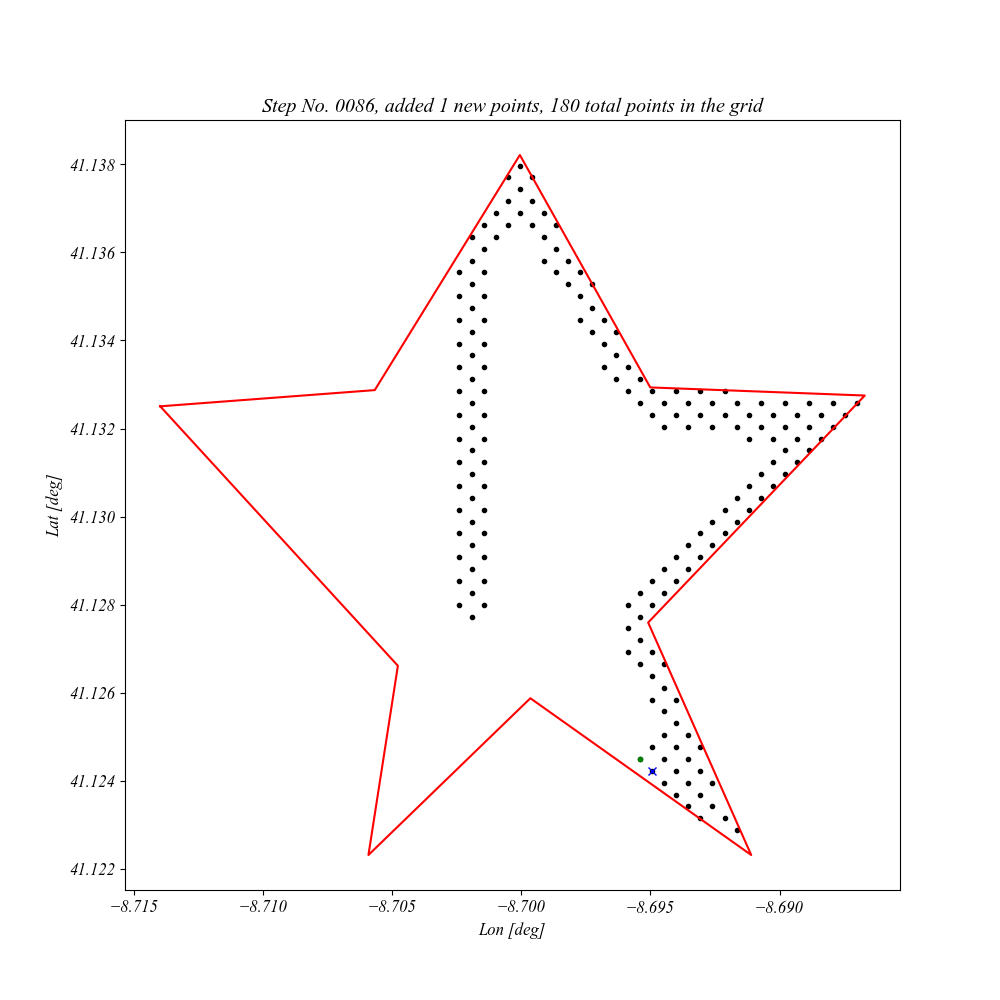 Step No. 0086, added 1 new points, 180 total points in the grid
41.138
41.136
41.134
41.132
41.130
41.128
41.126
41.124
41.122
Lat [deg]
−8.715 −8.710 −8.705 −8.700 −8.695 −8.690
Lon [deg]